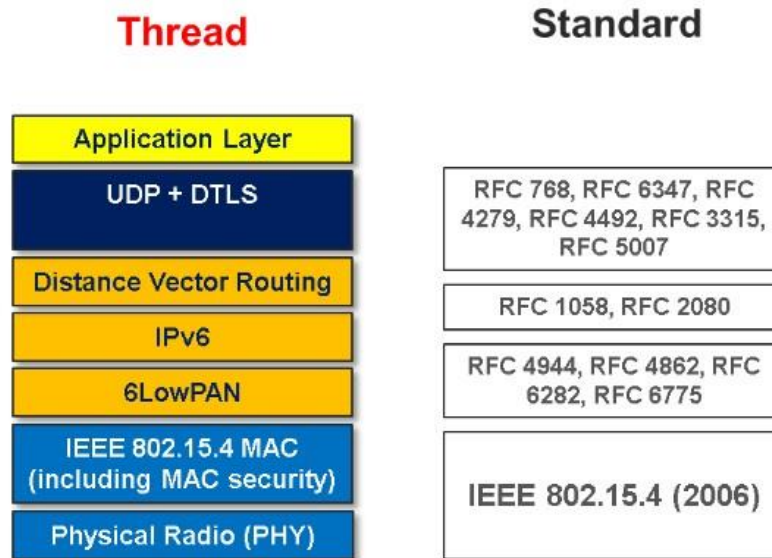 Thread
Standard
Application Layer
UDP + DTLS
RFC 768, RFC 6347, RFC
4279, RFC 4492, RFC 3315,
RFC 5007
Distance Vector Routing
RFC 1058, RFC 2080
IPv6
6LowPAN
RFC 4944, RFC 4862, RFC
6282, RFC 6775
IEEE 802.15.4 MAC
(including MAC security)
Physical Radio (PHY)
IEEE 802.15.4 (2006)